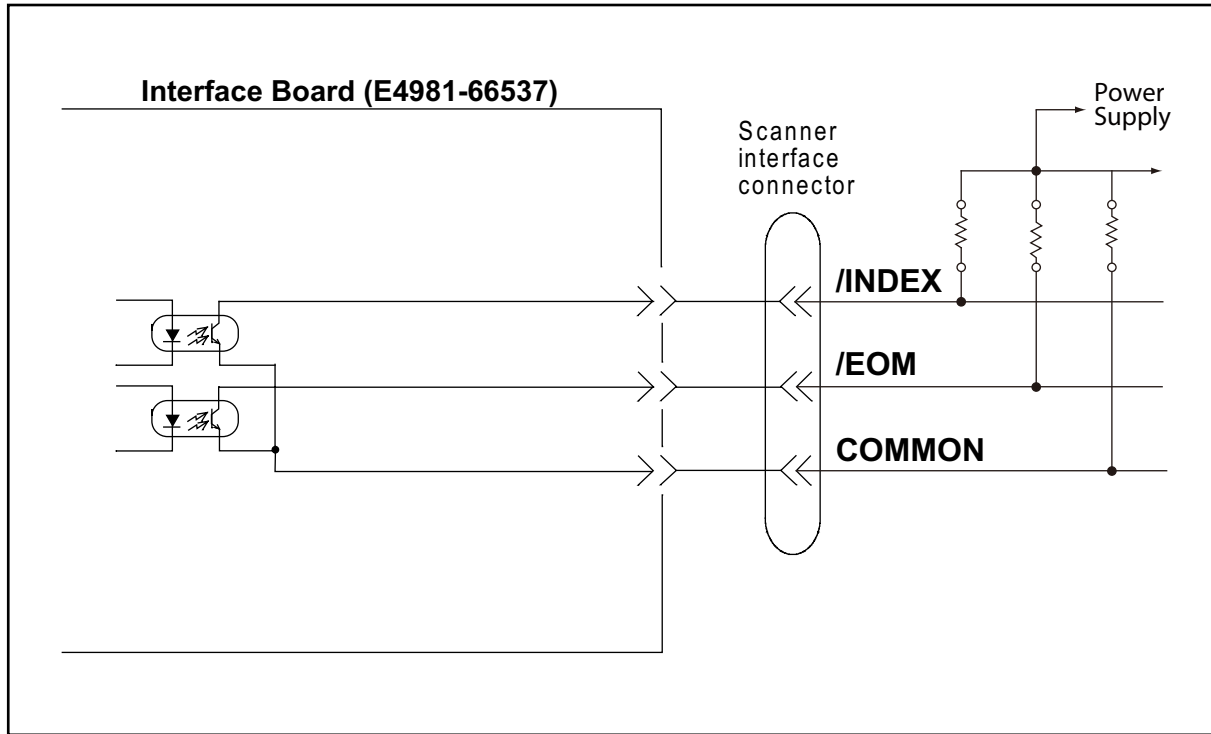 Interface Board (E4981-66537)
Power
Supply
Scanner
interface
connector
/INDEX
/EOM
COMMON